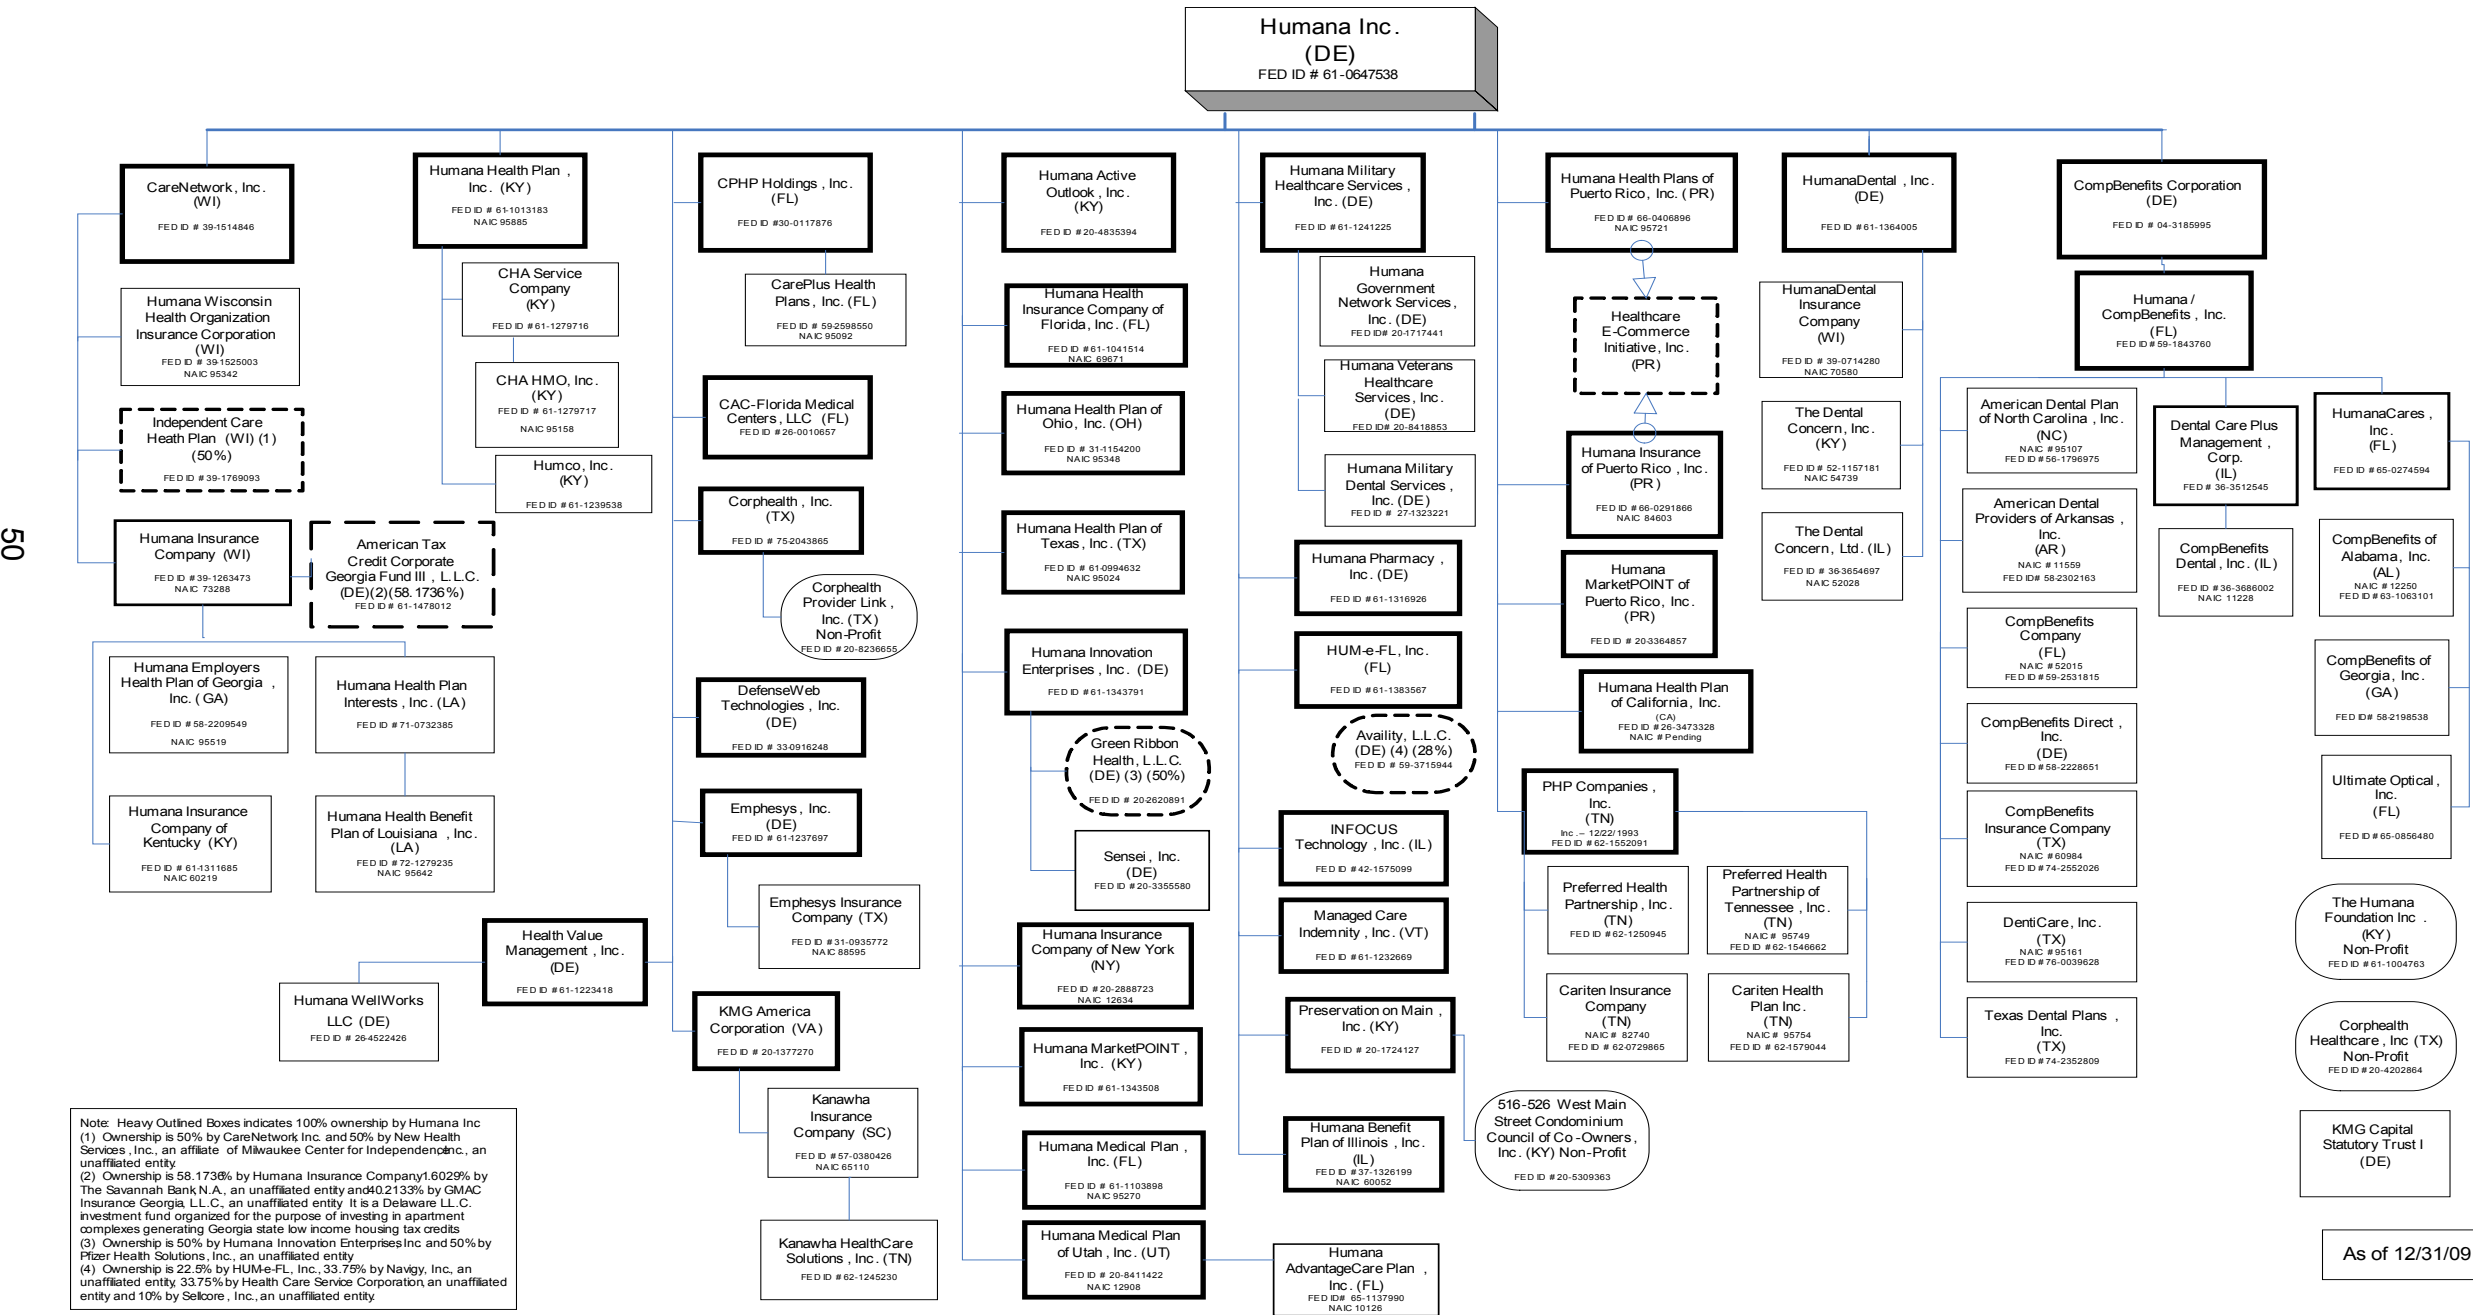 Humana Inc.
(DE)
FED ID # 61-0647538
CareNetwork, Inc.
(WI)
FED ID # 39-1514846
Humana Wisconsin
Health Organization
Insurance Corporation
(WI)
FED ID # 39-1525003
NAIC 95342
Independent Care
Heath Plan (WI) (1)
(50%)
FED ID # 39-1769093
Humana Insurance
Company (WI)
FED ID # 39-1263473
NAIC 73288
American Tax
Credit Corporate
Georgia Fund III , L.L.C.
(DE)(2)(58.1736%)
FED ID # 61-1478012
Humana Employers
Health Plan of Georgia ,
Inc. ( GA)
FED ID # 58-2209549
NAIC 95519
Humana Health Plan
Interests , Inc. (LA)
FED ID # 71-0732385
Humana Insurance
Company of
Kentucky (KY)
FED ID # 61-1311685
NAIC 60219
Humana Health Benefit
Plan of Louisiana , Inc.
(LA)
FED ID # 72-1279235
NAIC 95642
Humana Health Plan ,
Inc. (KY)
FED ID # 61-1013183
NAIC 95885
CHA Service
Company
(KY)
FED ID # 61-1279716
CHA HMO, Inc.
(KY)
FED ID # 61-1279717
NAIC 95158
Humco, Inc.
(KY)
FED ID # 61-1239538
Health Value
Management , Inc.
(DE)
FED ID # 61-1223418
Humana WellWorks
LLC (DE)
FED ID # 26-4522426
CPHP Holdings , Inc.
(FL)
FED ID #30-0117876
CarePlus Health
Plans , Inc. (FL)
FED ID # 59-2598550
NAIC 95092
CAC-Florida Medical
Centers, LLC (FL)
FED ID # 26-0010657
Corphealth , Inc.
(TX)
FED ID # 75-2043865
Corphealth
Provider Link ,
Inc. (TX)
Non-Profit
FED ID # 20-8236655
DefenseWeb
Technologies , Inc.
(DE)
FED ID # 33-0916248
Emphesys , Inc.
(DE)
FED ID # 61-1237697
Emphesys Insurance
Company (TX)
FED ID # 31-0935772
NAIC 88595
KMG America
Corporation (VA)
FED ID # 20-1377270
Kanawha
Insurance
Company (SC)
FED ID # 57-0380426
NAIC 65110
Kanawha HealthCare
Solutions , Inc. (TN)
FED ID # 62-1245230
Humana Active
Outlook , Inc.
(KY)
FED ID # 20-4835394
Humana Health
Insurance Company of
Florida, Inc. (FL)
FED ID # 61-1041514
NAIC 69671
Humana Health Plan of
Ohio, Inc. (OH)
FED ID # 31-1154200
NAIC 95348
Humana Health Plan of
Texas, Inc. (TX)
FED ID # 61-0994632
NAIC 95024
Humana Innovation
Enterprises , Inc. (DE)
FED ID # 61-1343791
Green Ribbon
Health, L.L.C.
(DE) (3) (50%)
FED ID # 20-2620891
Sensei , Inc.
(DE)
FED ID # 20-3355580
Humana Insurance
Company of New York
(NY)
FED ID # 20-2888723
NAIC 12634
Humana MarketPOINT ,
Inc. (KY)
FED ID # 61-1343508
Humana Medical Plan ,
Inc. (FL)
FED ID # 61-1103898
NAIC 95270
Humana Medical Plan
of Utah , Inc. (UT)
FED ID # 20-8411422
NAIC 12908
Humana
AdvantageCare Plan ,
Inc. (FL)
FED ID# 65-1137990
NAIC 10126
Humana Military
Healthcare Services ,
Inc. (DE)
FED ID # 61-1241225
Humana
Government
Network Services,
Inc. (DE)
FED ID# 20-1717441
Humana Veterans
Healthcare
Services, Inc.
(DE)
FED ID# 20-8418853
Humana Military
Dental Services ,
Inc. (DE)
FED ID # 27-1323221
Humana Pharmacy ,
Inc. (DE)
FED ID # 61-1316926
HUM-e-FL, Inc.
(FL)
FED ID # 61-1383567
Availity, L.L.C.
(DE) (4) (28%)
FED ID # 59-3715944
INFOCUS
Technology , Inc. (IL)
FED ID # 42-1575099
Managed Care
Indemnity , Inc. (VT)
FED ID # 61-1232669
Preservation on Main ,
Inc. (KY)
FED ID # 20-1724127
Humana Benefit
Plan of Illinois , Inc.
(IL)
FED ID # 37-1326199
NAIC 60052
516-526 West Main
Street Condominium
Council of Co -Owners ,
Inc. (KY) Non-Profit
FED ID # 20-5309363
Humana Health Plans of
Puerto Rico, Inc. ( PR)
FED ID # 66-0406896
NAIC 95721
Healthcare
E-Commerce
Initiative, Inc.
(PR)
Humana Insurance
of Puerto Rico , Inc.
(PR )
FED ID # 66-0291866
NAIC 84603
Humana
MarketPOINT of
Puerto Rico, Inc.
(PR)
FED ID # 20-3364857
Humana Health Plan
of California, Inc.
(CA)
FED ID # 26-3473328
NAIC # Pending
PHP Companies ,
Inc.
(TN)
Inc .– 12/22/1993
FED ID # 62-1552091
Preferred Health
Partnership , Inc.
(TN)
FED ID # 62-1250945
Preferred Health
Partnership of
Tennessee , Inc.
(TN)
NAIC # 95749
FED ID # 62-1546662
Cariten Insurance
Company
(TN)
NAIC # 82740
FED ID # 62-0729865
Cariten Health
Plan Inc.
(TN)
NAIC # 95754
FED ID # 62-1579044
HumanaDental , Inc.
(DE)
FED ID # 61-1364005
HumanaDental
Insurance
Company
(WI)
FED ID # 39-0714280
NAIC 70580
The Dental
Concern, Inc.
(KY)
FED ID # 52-1157181
NAIC 54739
The Dental
Concern, Ltd. (IL)
FED ID # 36-3654697
NAIC 52028
CompBenefits Corporation
(DE)
FED ID # 04-3185995
Humana /
CompBenefits , Inc.
(FL)
FED ID # 59-1843760
American Dental Plan
of North Carolina , Inc.
(NC)
NAIC # 95107
FED ID # 56-1796975
American Dental
Providers of Arkansas ,
Inc.
(AR)
NAIC # 11559
FED ID# 58-2302163
CompBenefits
Company
(FL)
NAIC # 52015
FED ID # 59-2531815
CompBenefits Direct ,
Inc.
(DE)
FED ID # 58-2228651
CompBenefits
Insurance Company
(TX)
NAIC # 60984
FED ID # 74-2552026
DentiCare, Inc.
(TX)
NAIC # 95161
FED ID # 76-0039628
Texas Dental Plans ,
Inc.
(TX)
FED ID # 74-2352809
Dental Care Plus
Management ,
Corp.
(IL)
FED # 36-3512545
CompBenefits
Dental, Inc. (IL)
FED ID # 36-3686002
NAIC 11228
HumanaCares ,
Inc.
(FL)
FED ID # 65-0274594
CompBenefits of
Alabama, Inc.
(AL)
NAIC # 12250
FED ID # 63-1063101
CompBenefits of
Georgia, Inc.
(GA)
FED ID# 58-2198538
Ultimate Optical ,
Inc.
(FL)
FED ID # 65-0856480
The Humana
Foundation Inc .
(KY)
Non-Profit
FED ID # 61-1004763
Corphealth
Healthcare , Inc (TX)
Non-Profit
FED ID # 20-4202864
KMG Capital
Statutory Trust I
(DE)
As of 12/31/09
Note: Heavy Outlined Boxes indicates 100% ownership by Humana Inc
(1) Ownership is 50% by CareNetwork, Inc. and 50% by New Health
Services , Inc., an affiliate of Milwaukee Center for Independence, Inc., an
unaffiliated entity.
(2) Ownership is 58.1736% by Humana Insurance Company, 1.6029% by
The Savannah Bank, N.A., an unaffiliated entity and 40.2133% by GMAC
Insurance Georgia, L.L.C., an unaffiliated entity It is a Delaware L.L.C.
investment fund organized for the purpose of investing in apartment
complexes generating Georgia state low income housing tax credits
(3) Ownership is 50% by Humana Innovation Enterprises, Inc. and 50% by
Pfizer Health Solutions , Inc., an unaffiliated entity
(4) Ownership is 22.5% by HUM-e-FL, Inc., 33.75% by Navigy, Inc., an
unaffiliated entity, 33.75% by Health Care Service Corporation, an unaffiliated
entity and 10% by Sellcore , Inc., an unaffiliated entity.
50